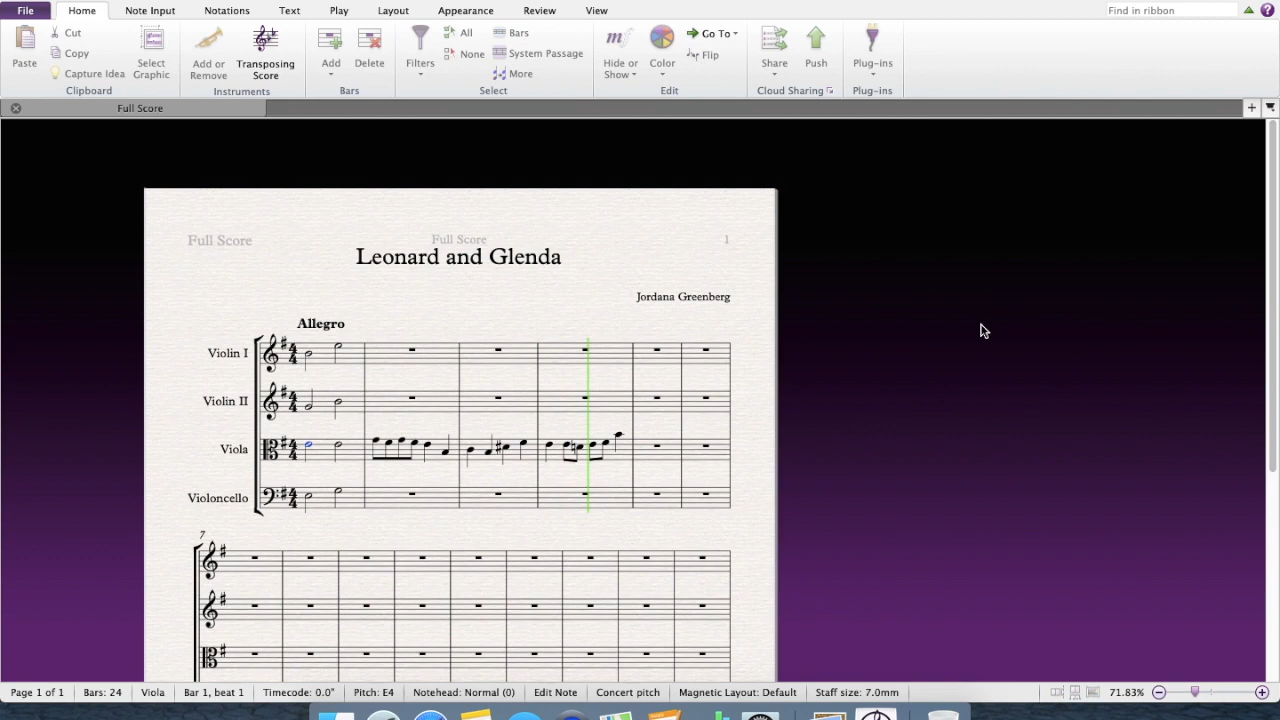 File Home Note Input Notations Text Play Layout Appearance Review View Find in ribbon
Paste Cut Copy Capture Idea Select Graphic Clipboard
Add or Remove Transposing Score Instruments
Add Delete Bars
Filters All None Bars System Passage More Select
Hide or Show Color Go To Flip Edit
Share Push Cloud Sharing
Plug-ins Plug-ins
Full Score
Full Score Full Score 1
Leonard and Glenda
Jordana Greenberg
Allegro
Violin I
Violin II
Viola
Violoncello
7
Page 1 of 1 Bars: 24 Viola Bar 1, beat 1 Timecode: 0.0" Pitch: E4 Notehead: Normal (0) Edit Note Concert pitch Magnetic Layout: Default Staff size: 7.0mm 71.83%